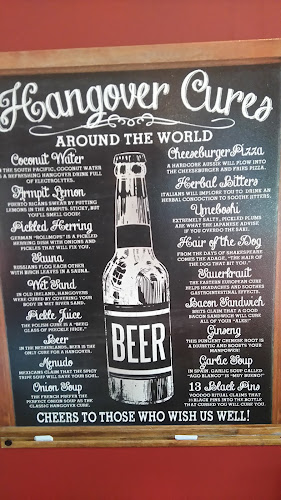 Hangover Cures
AROUND THE WORLD
Coconut Water
IN THE SOUTH PACIFIC, COCONUT WATER
IS A REFRESHING HANGOVER DRINK FULL
OF ELECTROLYTES.
Armpit Lemon
PUERTO RICANS SWEAR BY PUTTING
LEMONS IN THE ARMPITS. STICKY, BUT
YOU'LL SMELL GOOD!
Pickled Herring
GERMAN "ROLLMOPS" IS A PICKLED
HERRING DISH WITH ONIONS AND
PICKLES THAT WILL FIX YOU.
Sauna
RUSSIANS FLOG EACH OTHER
WITH BIRCH LEAVES IN A SAUNA.
Wet Sand
IN OLD IRELAND, HANGOVERS
WERE CURED BY COVERING YOUR
BODY IN WET RIVER SAND.
Pickle Juice
THE POLISH CURE IS A
GLASS OF PICKLE JUICE.
Beer
IN THE NETHERLANDS, BEER IS THE
ONLY CURE FOR A HANGOVER.
Menudo
MEXICANS CLAIM THAT THE SPICY
TRIPE SOUP WILL SAVE YOUR SOUL.
Onion Soup
THE FRENCH PREFER THE
PERFECT ONION SOUP AS THE
CLASSIC HANGOVER CURE.
BEER
Cheeseburger Pizza
A HARDCORE AUSSIE WILL PLOW INTO
THE CHEESEBURGER AND FRIES PIZZA.
Herbal Bitters
ITALIANS WILL IMPLORE YOU TO DRINK AN
HERBAL CONCOCTION TO SOOTHE JITTERS.
Umeboshi
EXTREMELY SALTY, PICKLED PLUMS
ARE WHAT THE JAPANESE ADVISE
IF YOU OVERDO THE SAKI.
Hair of the Dog
FROM THE DAYS OF SHAKESPEARE
COMES THE ADAGE, "THE HAIR OF
THE DOG THAT BIT YOU."
Sauerkraut
THE EASTERN EUROPEAN CURE
HELPS HEADACHES AND SOOTHES
GASTROINTESTINAL EFFECTS.
Bacon Sandwich
BRITS CLAIM THAT A GOOD
BACON SANDWICH WILL CURE
ALL OF YOUR
Ginseng
THIS PUNGENT CHINESE ROOT IS
A DIURETIC AND BOOSTS YOUR
METABOLISM.
Garlic Soup
IN SPAIN, GARLIC SOUP CALLED
"AJO BLANCO" IS "MUY BUENO!"
13 Black Pins
VOODOO RITUAL CLAIMS THAT
13 BLACK PINS INTO THE BOTTLE
THAT CURSED YOU WILL CURE YOU.
CHEERS TO THOSE WHO WISH US WELL!